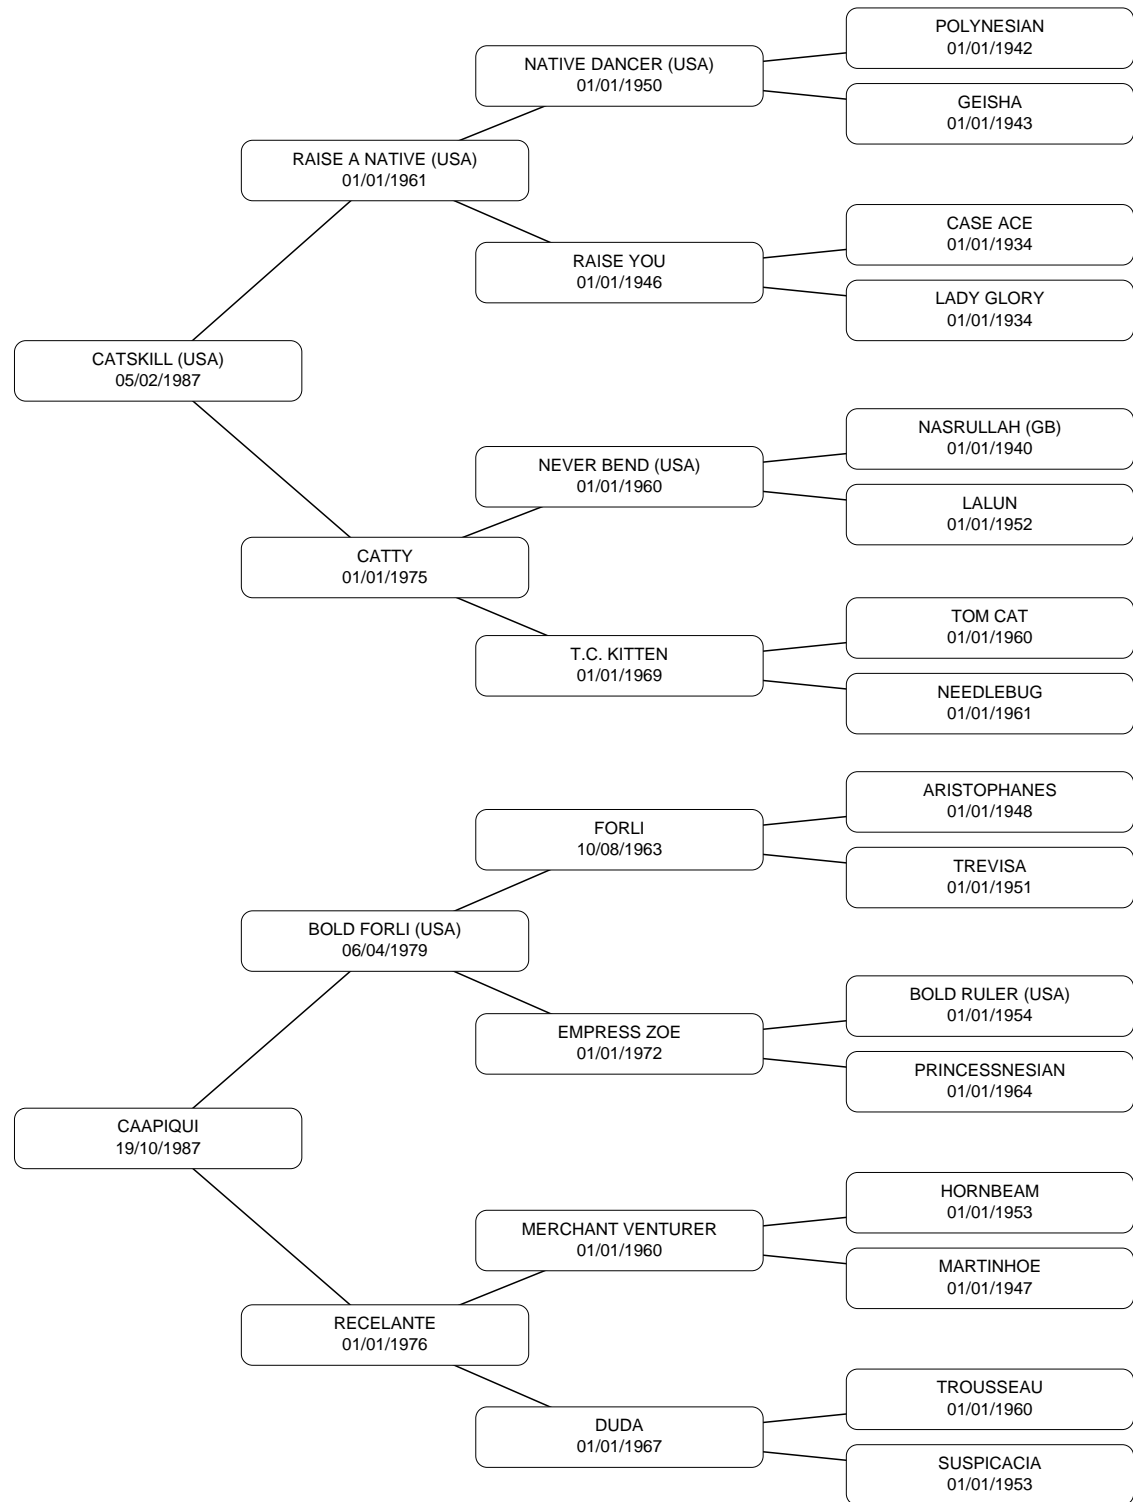 POLYNESIAN
01/01/1942
NATIVE DANCER (USA)
01/01/1950
GEISHA
01/01/1943
RAISE A NATIVE (USA)
01/01/1961
CASE ACE
01/01/1934
RAISE YOU
01/01/1946
LADY GLORY
01/01/1934
CATSKILL (USA)
05/02/1987
NASRULLAH (GB)
01/01/1940
NEVER BEND (USA)
01/01/1960
LALUN
01/01/1952
CATTY
01/01/1975
TOM CAT
01/01/1960
T.C. KITTEN
01/01/1969
NEEDLEBUG
01/01/1961
ARISTOPHANES
01/01/1948
FORLI
10/08/1963
TREVISA
01/01/1951
BOLD FORLI (USA)
06/04/1979
BOLD RULER (USA)
01/01/1954
EMPRESS ZOE
01/01/1972
PRINCESSNESIAN
01/01/1964
CAAPIQUI
19/10/1987
HORNBEAM
01/01/1953
MERCHANT VENTURER
01/01/1960
MARTINHOE
01/01/1947
RECELANTE
01/01/1976
TROUSSEAU
01/01/1960
DUDA
01/01/1967
SUSPICACIA
01/01/1953